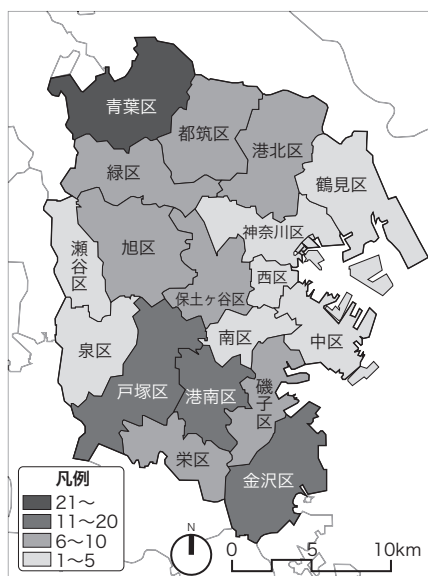 青葉区
都筑区
港北区
緑区
鶴見区
神奈川区
瀬谷区
旭区
保土ヶ谷区
西区
泉区
南区
中区
戸塚区
港南区
磯子区
栄区
金沢区
凡例
21〜
11〜20
6〜10
1〜5
N
0 5 10km